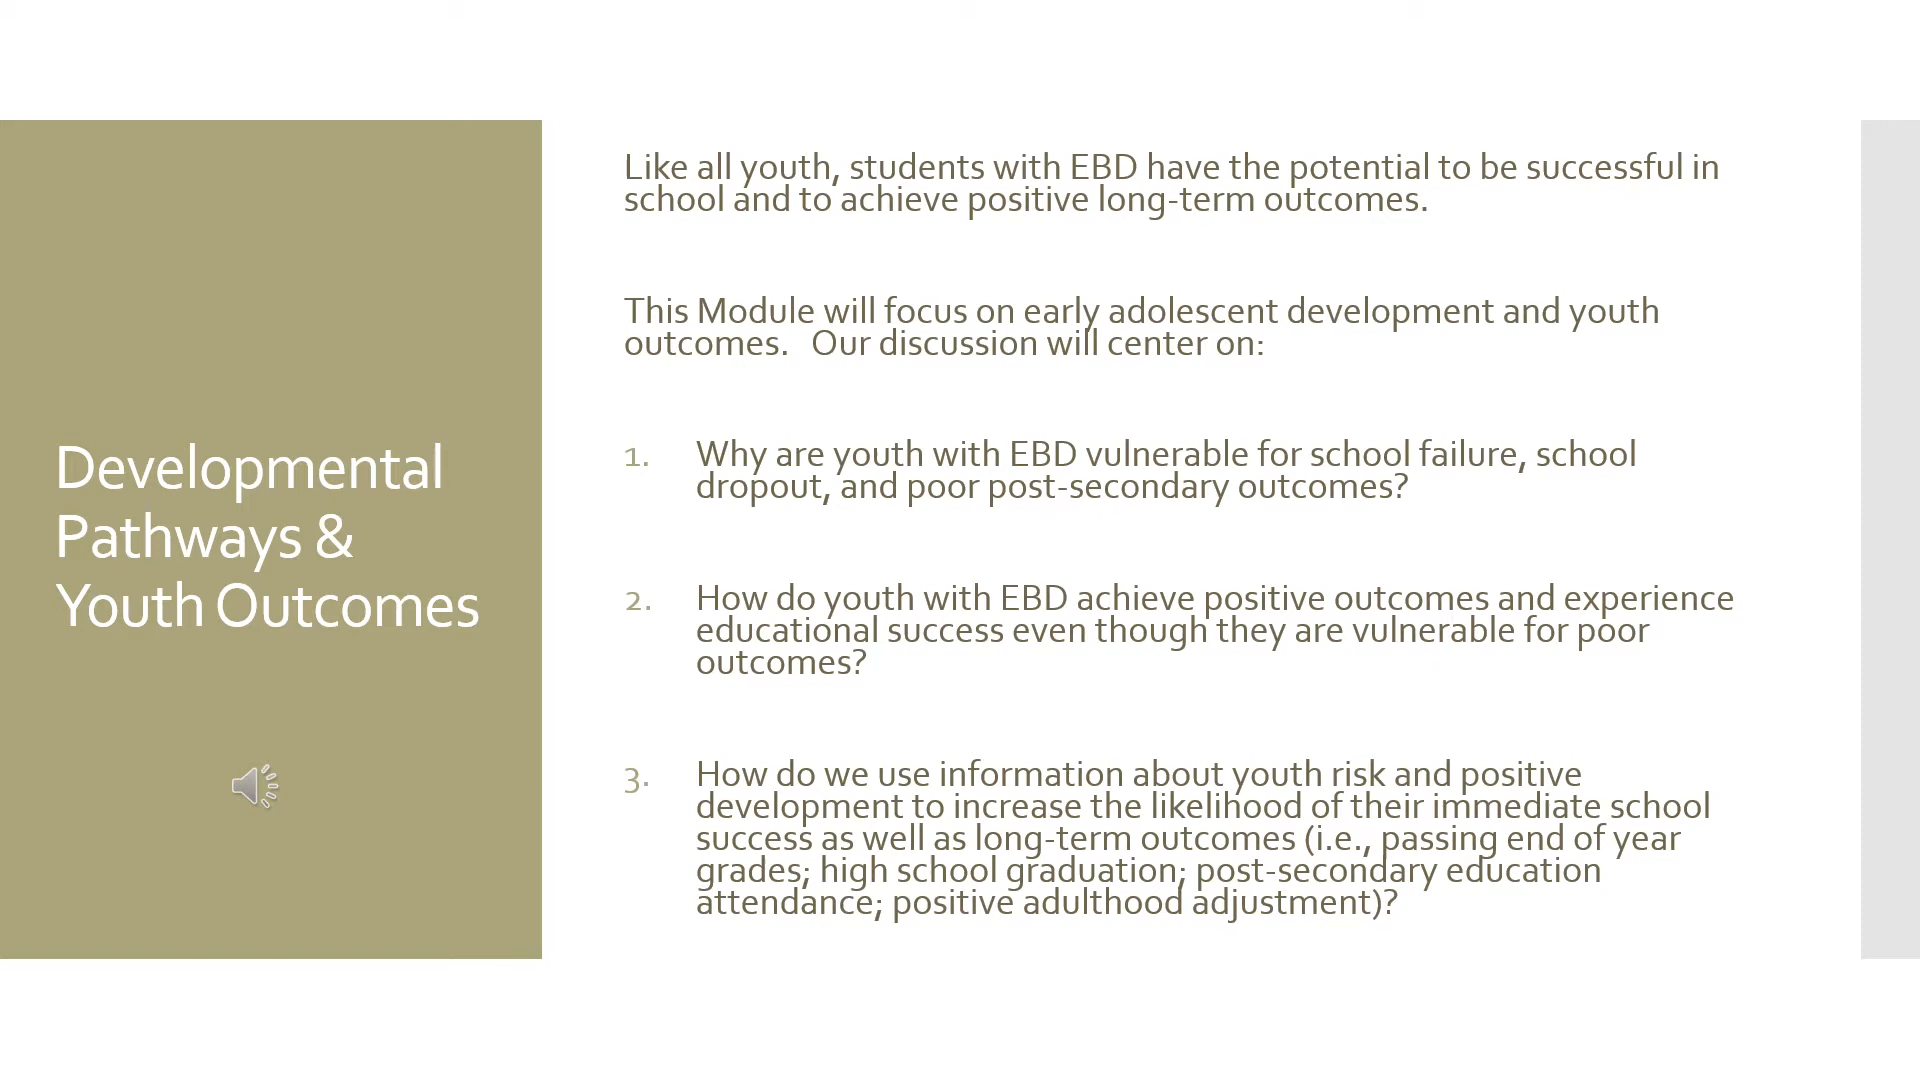 Developmental
Pathways &
Youth Outcomes
Like all youth, students with EBD have the potential to be successful in
school and to achieve positive long-term outcomes.
This Module will focus on early adolescent development and youth
outcomes.   Our discussion will center on:
1. Why are youth with EBD vulnerable for school failure, school
dropout, and poor post-secondary outcomes?
2. How do youth with EBD achieve positive outcomes and experience
educational success even though they are vulnerable for poor
outcomes?
3. How do we use information about youth risk and positive
development to increase the likelihood of their immediate school
success as well as long-term outcomes (i.e., passing end of year
grades; high school graduation; post-secondary education
attendance; positive adulthood adjustment)?